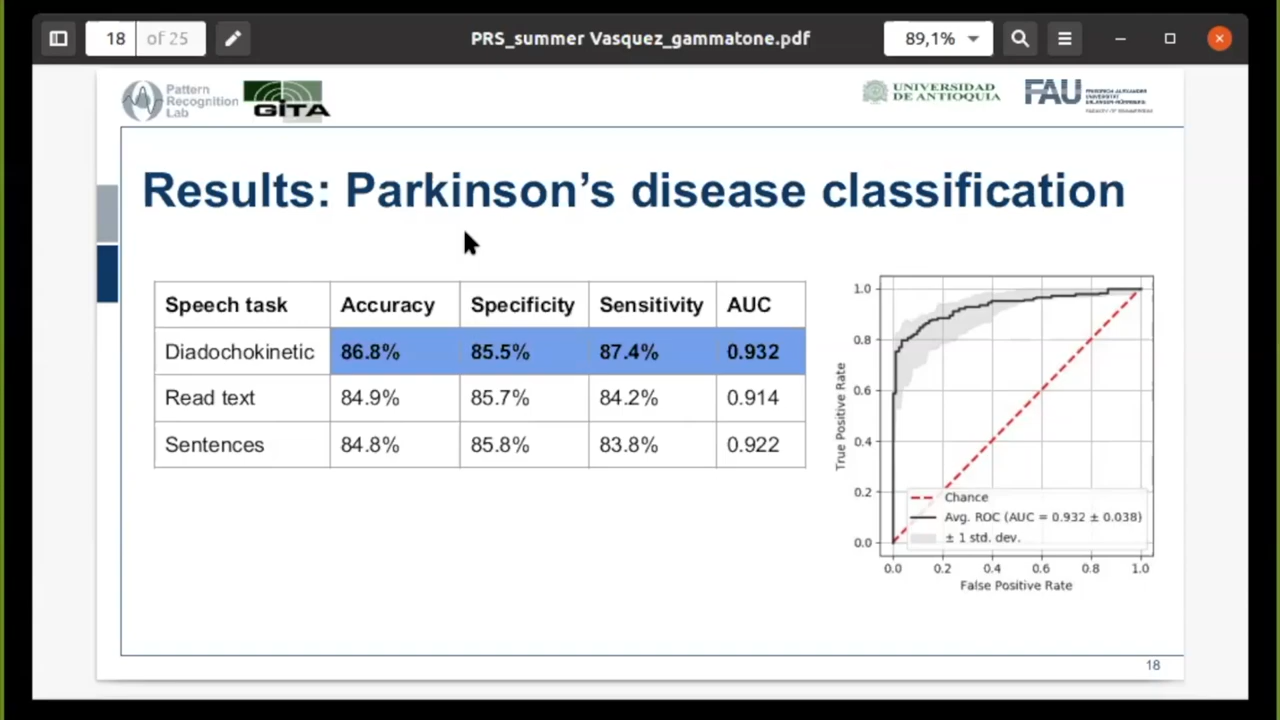 18 of 25
PRS_summer Vasquez_gammatone.pdf
89,1%
Pattern
Recognition
Lab
GITA
UNIVERSIDAD
DE ANTIOQUIA
FAU
FRIEDRICH-ALEXANDER
UNIVERSITÄT
ERLANGEN-NÜRNBERG
Results: Parkinson's disease classification
Speech task Accuracy Specificity Sensitivity AUC
Diadochokinetic 86.8% 85.5% 87.4% 0.932
Read text 84.9% 85.7% 84.2% 0.914
Sentences 84.8% 85.8% 83.8% 0.922
True Positive Rate
1.0
0.8
0.6
0.4
0.2
0.0
Chance
Avg. ROC (AUC = 0.932 ± 0.038)
± 1 std. dev.
0.0 0.2 0.4 0.6 0.8 1.0
False Positive Rate
18